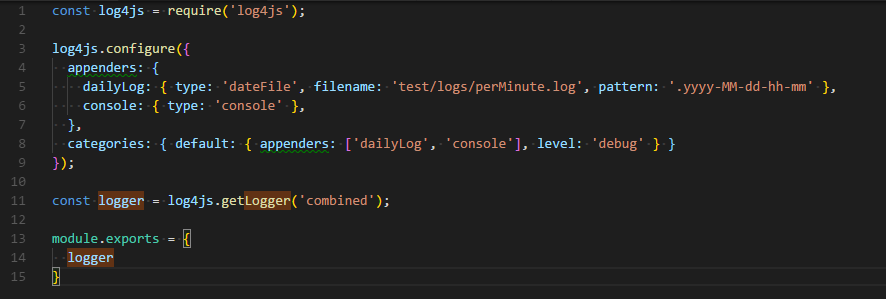 1 const log4js = require('log4js');
2
3 log4js.configure({
4   appenders: {
5     dailyLog: { type: 'dateFile', filename: 'test/logs/perMinute.log', pattern: '.yyyy-MM-dd-hh-mm' },
6     console: { type: 'console' },
7   },
8   categories: { default: { appenders: ['dailyLog', 'console'], level: 'debug' } }
9 });
10
11 const logger = log4js.getLogger('combined');
12
13 module.exports = {
14   logger
15 }